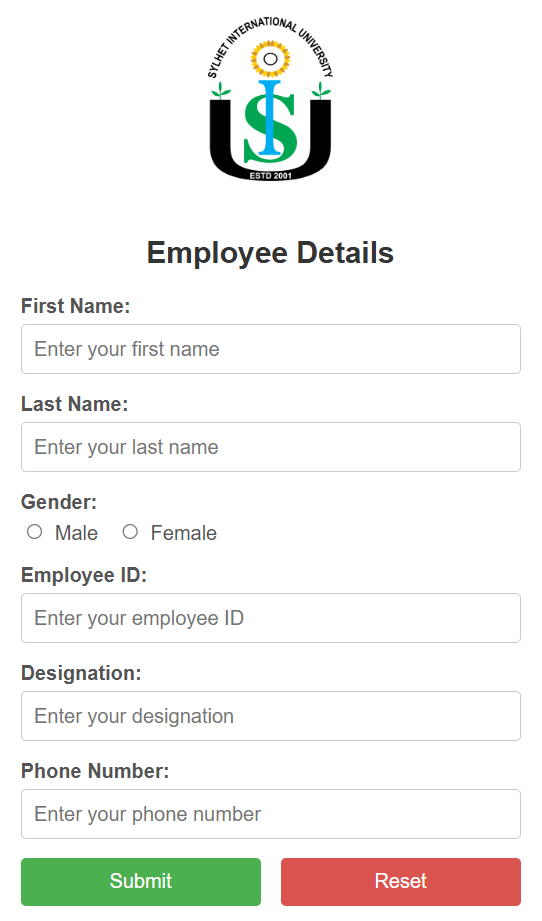 SYLHET INTERNATIONAL UNIVERSITY
SIU
ESTD 2001
Employee Details
First Name:
Enter your first name
Last Name:
Enter your last name
Gender:
Male Female
Employee ID:
Enter your employee ID
Designation:
Enter your designation
Phone Number:
Enter your phone number
Submit Reset